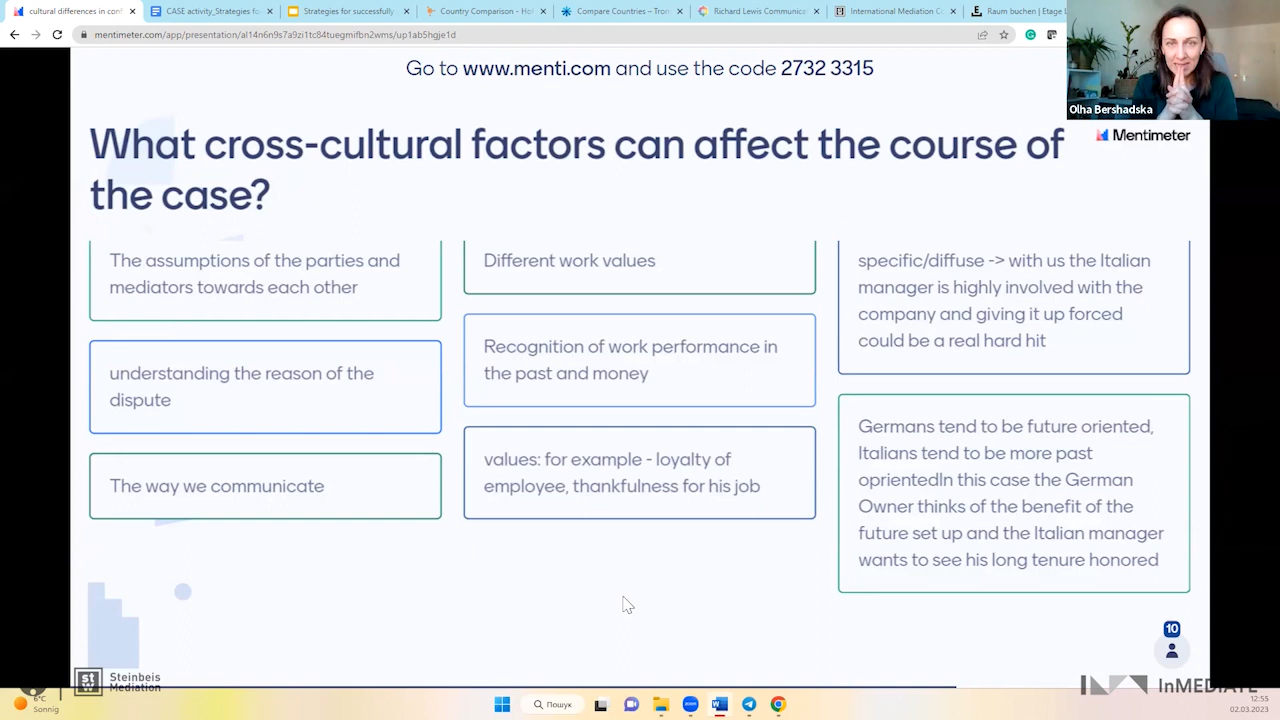 cultural differences in conf
CASE activity_Strategies fo
Strategies for successfully
Country Comparison - Ho
Compare Countries – Tro
Richard Lewis Communica
International Mediation C
Raum buchen | Etage
mentimeter.com/app/presentation/al14n6n9s7a9zi1tc84tuegmifbn2wms/up1ab5hgje1d
Olha Bershadska
Go to www.menti.com and use the code 2732 3315
Mentimeter
What cross-cultural factors can affect the course of
the case?
The assumptions of the parties and
mediators towards each other
understanding the reason of the
dispute
The way we communicate
Different work values
Recognition of work performance in
the past and money
values: for example - loyalty of
employee, thankfulness for his job
specific/diffuse -> with us the Italian
manager is highly involved with the
company and giving it up forced
could be a real hard hit
Germans tend to be future oriented,
Italians tend to be more past
oprientedIn this case the German
Owner thinks of the benefit of the
future set up and the Italian manager
wants to see his long tenure honored
10
stw
Steinbeis
Mediation
InMEDIATE
6°C
Sonnig
Пошук
12:55
02.03.2023